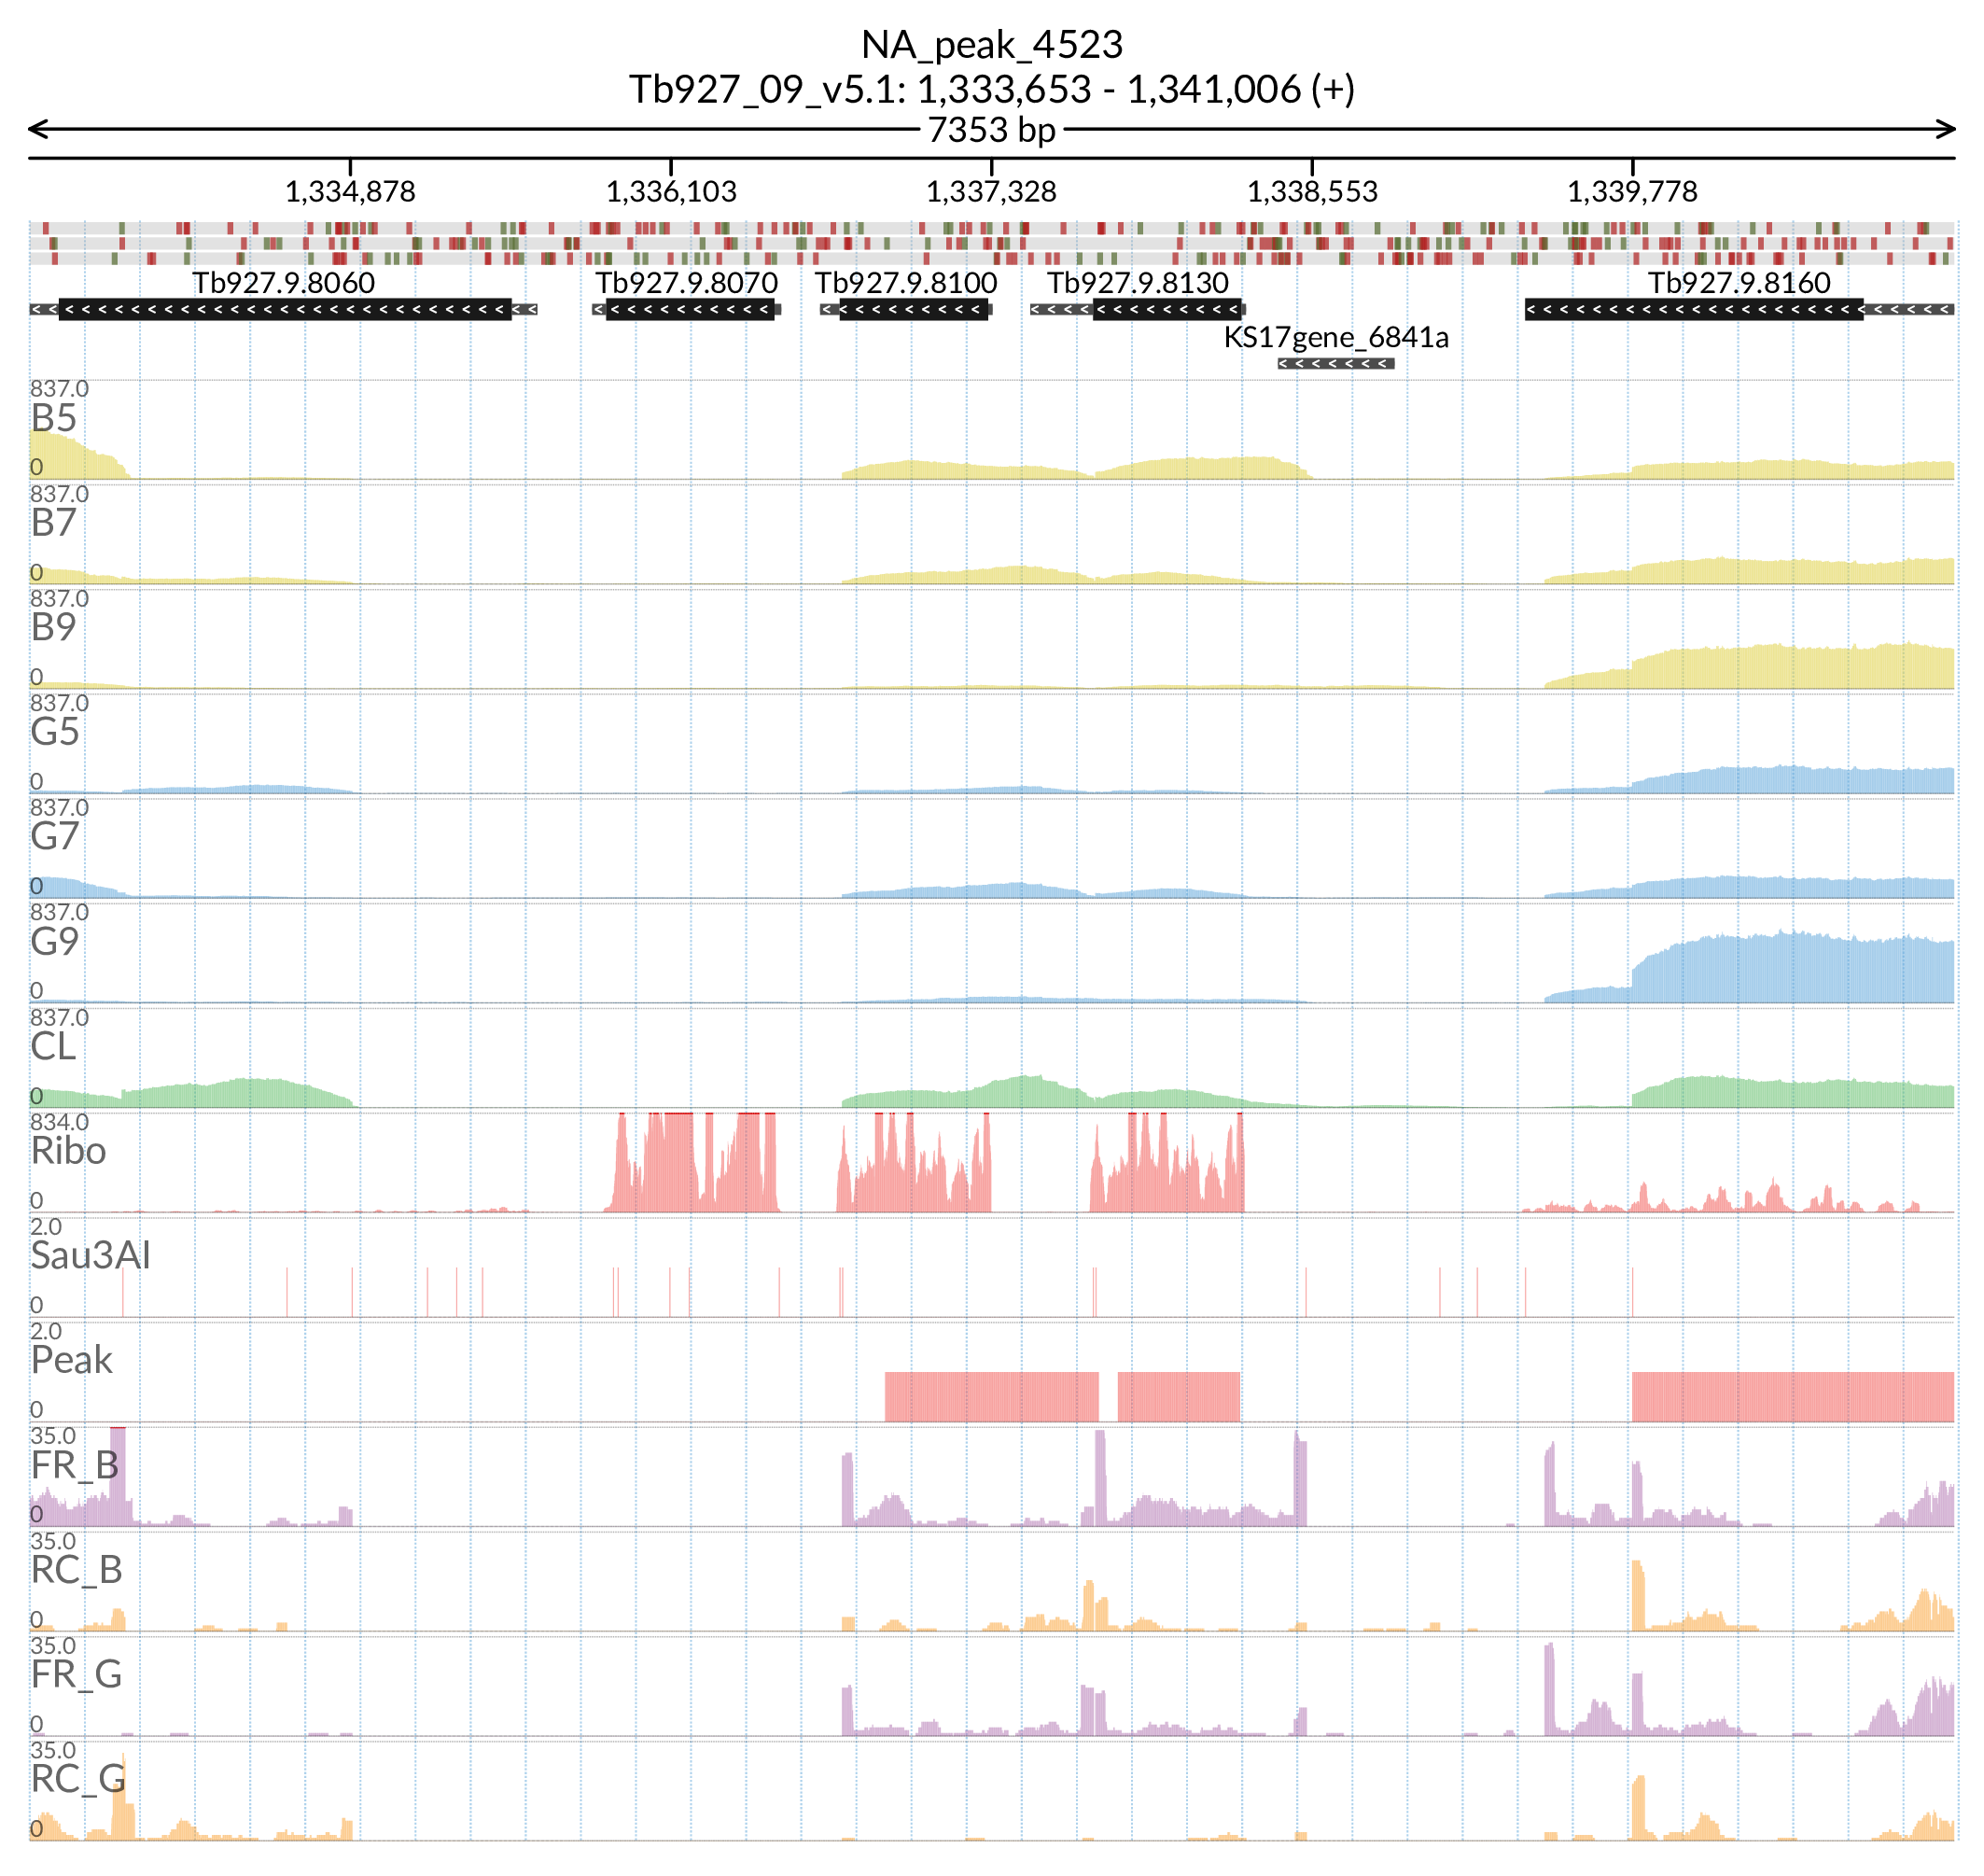 NA_peak_4523
Tb927_09_v5.1: 1,333,653 - 1,341,006 (+)
7353 bp
1,334,878 1,336,103 1,337,328 1,338,553 1,339,778
Tb927.9.8060 Tb927.9.8070 Tb927.9.8100 Tb927.9.8130 Tb927.9.8160
KS17gene_6841a
837.0
B5
0
837.0
B7
0
837.0
B9
0
837.0
G5
0
837.0
G7
0
837.0
G9
0
837.0
CL
0
834.0
Ribo
0
2.0
Sau3AI
0
2.0
Peak
0
35.0
FR_B
0
35.0
RC_B
0
35.0
FR_G
0
35.0
RC_G
0